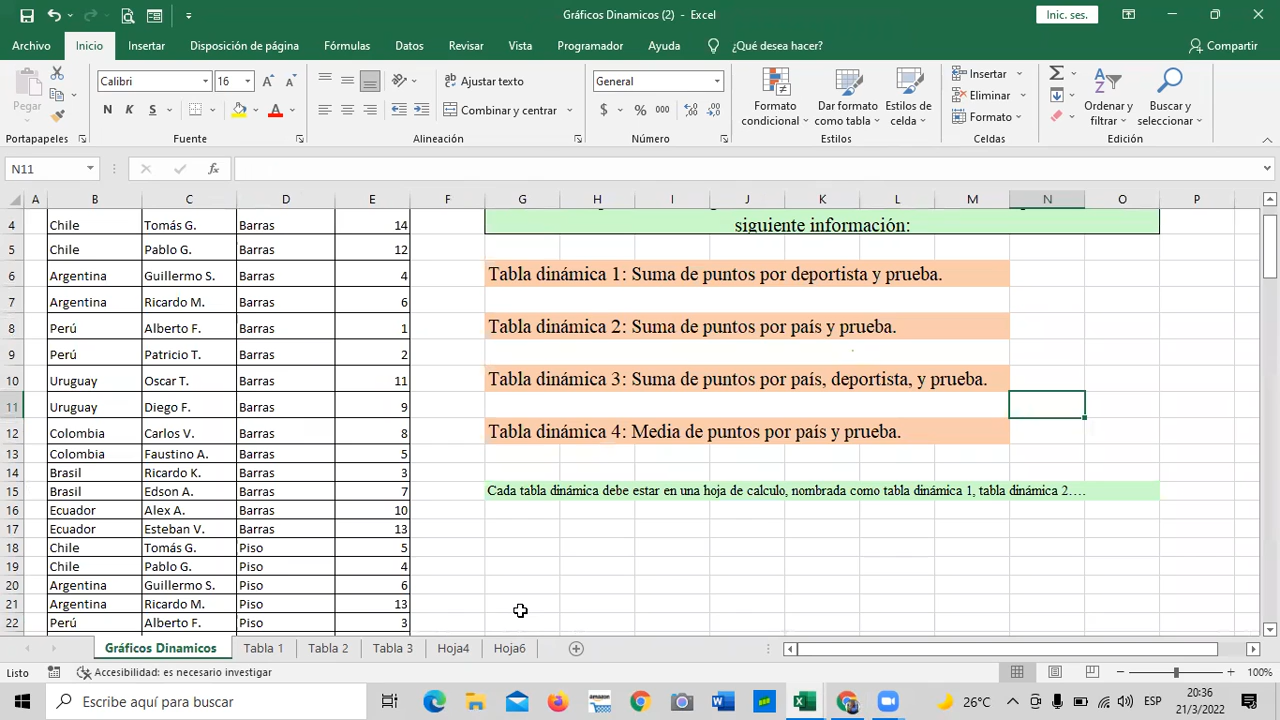 Gráficos Dinamicos (2) - Excel
Inic. ses.
Archivo Inicio Insertar Disposición de página Fórmulas Datos Revisar Vista Programador Ayuda ¿Qué desea hacer? Compartir
Pegar
Calibri 16
N K S
Ajustar texto
Combinar y centrar
General
$ % 000
Formato condicional
Dar formato como tabla
Estilos de celda
Insertar
Eliminar
Formato
Ordenar y filtrar
Buscar y seleccionar
Portapapeles Fuente Alineación Número Estilos Celdas Edición
N11 fx
A B C D E F G H I J K L M N O P
4 Chile Tomás G. Barras 14 siguiente información:
5 Chile Pablo G. Barras 12
6 Argentina Guillermo S. Barras 4 Tabla dinámica 1: Suma de puntos por deportista y prueba.
7 Argentina Ricardo M. Barras 6
8 Perú Alberto F. Barras 1 Tabla dinámica 2: Suma de puntos por país y prueba.
9 Perú Patricio T. Barras 2
10 Uruguay Oscar T. Barras 11 Tabla dinámica 3: Suma de puntos por país, deportista, y prueba.
11 Uruguay Diego F. Barras 9
12 Colombia Carlos V. Barras 8 Tabla dinámica 4: Media de puntos por país y prueba.
13 Colombia Faustino A. Barras 5
14 Brasil Ricardo K. Barras 3
15 Brasil Edson A. Barras 7 Cada tabla dinámica debe estar en una hoja de calculo, nombrada como tabla dinámica 1, tabla dinámica 2….
16 Ecuador Alex A. Barras 10
17 Ecuador Esteban V. Barras 13
18 Chile Tomás G. Piso 5
19 Chile Pablo G. Piso 4
20 Argentina Guillermo S. Piso 6
21 Argentina Ricardo M. Piso 13
22 Perú Alberto F. Piso 3
Gráficos Dinamicos Tabla 1 Tabla 2 Tabla 3 Hoja4 Hoja6
Listo Accesibilidad: es necesario investigar 100%
Escribe aquí para buscar 26°C ESP 20:36
21/3/2022